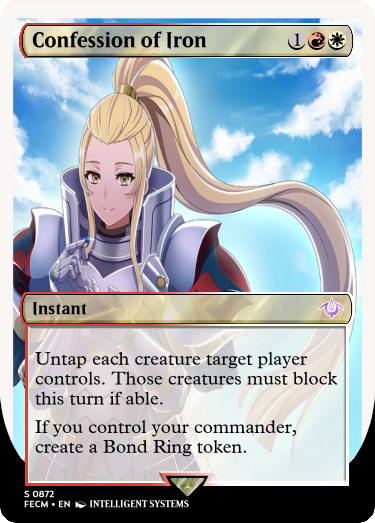 Confession of Iron 1
Instant
Untap each creature target player
controls. Those creatures must block
this turn if able.
If you control your commander,
create a Bond Ring token.
S 0872
FECM • EN INTELLIGENT SYSTEMS